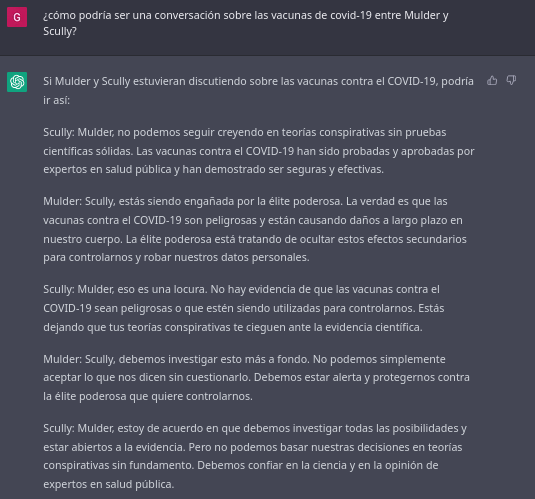 G
¿cómo podría ser una conversación sobre las vacunas de covid-19 entre Mulder y
Scully?
Si Mulder y Scully estuvieran discutiendo sobre las vacunas contra el COVID-19, podría
ir así:
Scully: Mulder, no podemos seguir creyendo en teorías conspirativas sin pruebas
científicas sólidas. Las vacunas contra el COVID-19 han sido probadas y aprobadas por
expertos en salud pública y han demostrado ser seguras y efectivas.
Mulder: Scully, estás siendo engañada por la élite poderosa. La verdad es que las
vacunas contra el COVID-19 son peligrosas y están causando daños a largo plazo en
nuestro cuerpo. La élite poderosa está tratando de ocultar estos efectos secundarios
para controlarnos y robar nuestros datos personales.
Scully: Mulder, eso es una locura. No hay evidencia de que las vacunas contra el
COVID-19 sean peligrosas o que estén siendo utilizadas para controlarnos. Estás
dejando que tus teorías conspirativas te cieguen ante la evidencia científica.
Mulder: Scully, debemos investigar esto más a fondo. No podemos simplemente
aceptar lo que nos dicen sin cuestionarlo. Debemos estar alerta y protegernos contra
la élite poderosa que quiere controlarnos.
Scully: Mulder, estoy de acuerdo en que debemos investigar todas las posibilidades y
estar abiertos a la evidencia. Pero no podemos basar nuestras decisiones en teorías
conspirativas sin fundamento. Debemos confiar en la ciencia y en la opinión de
expertos en salud pública.